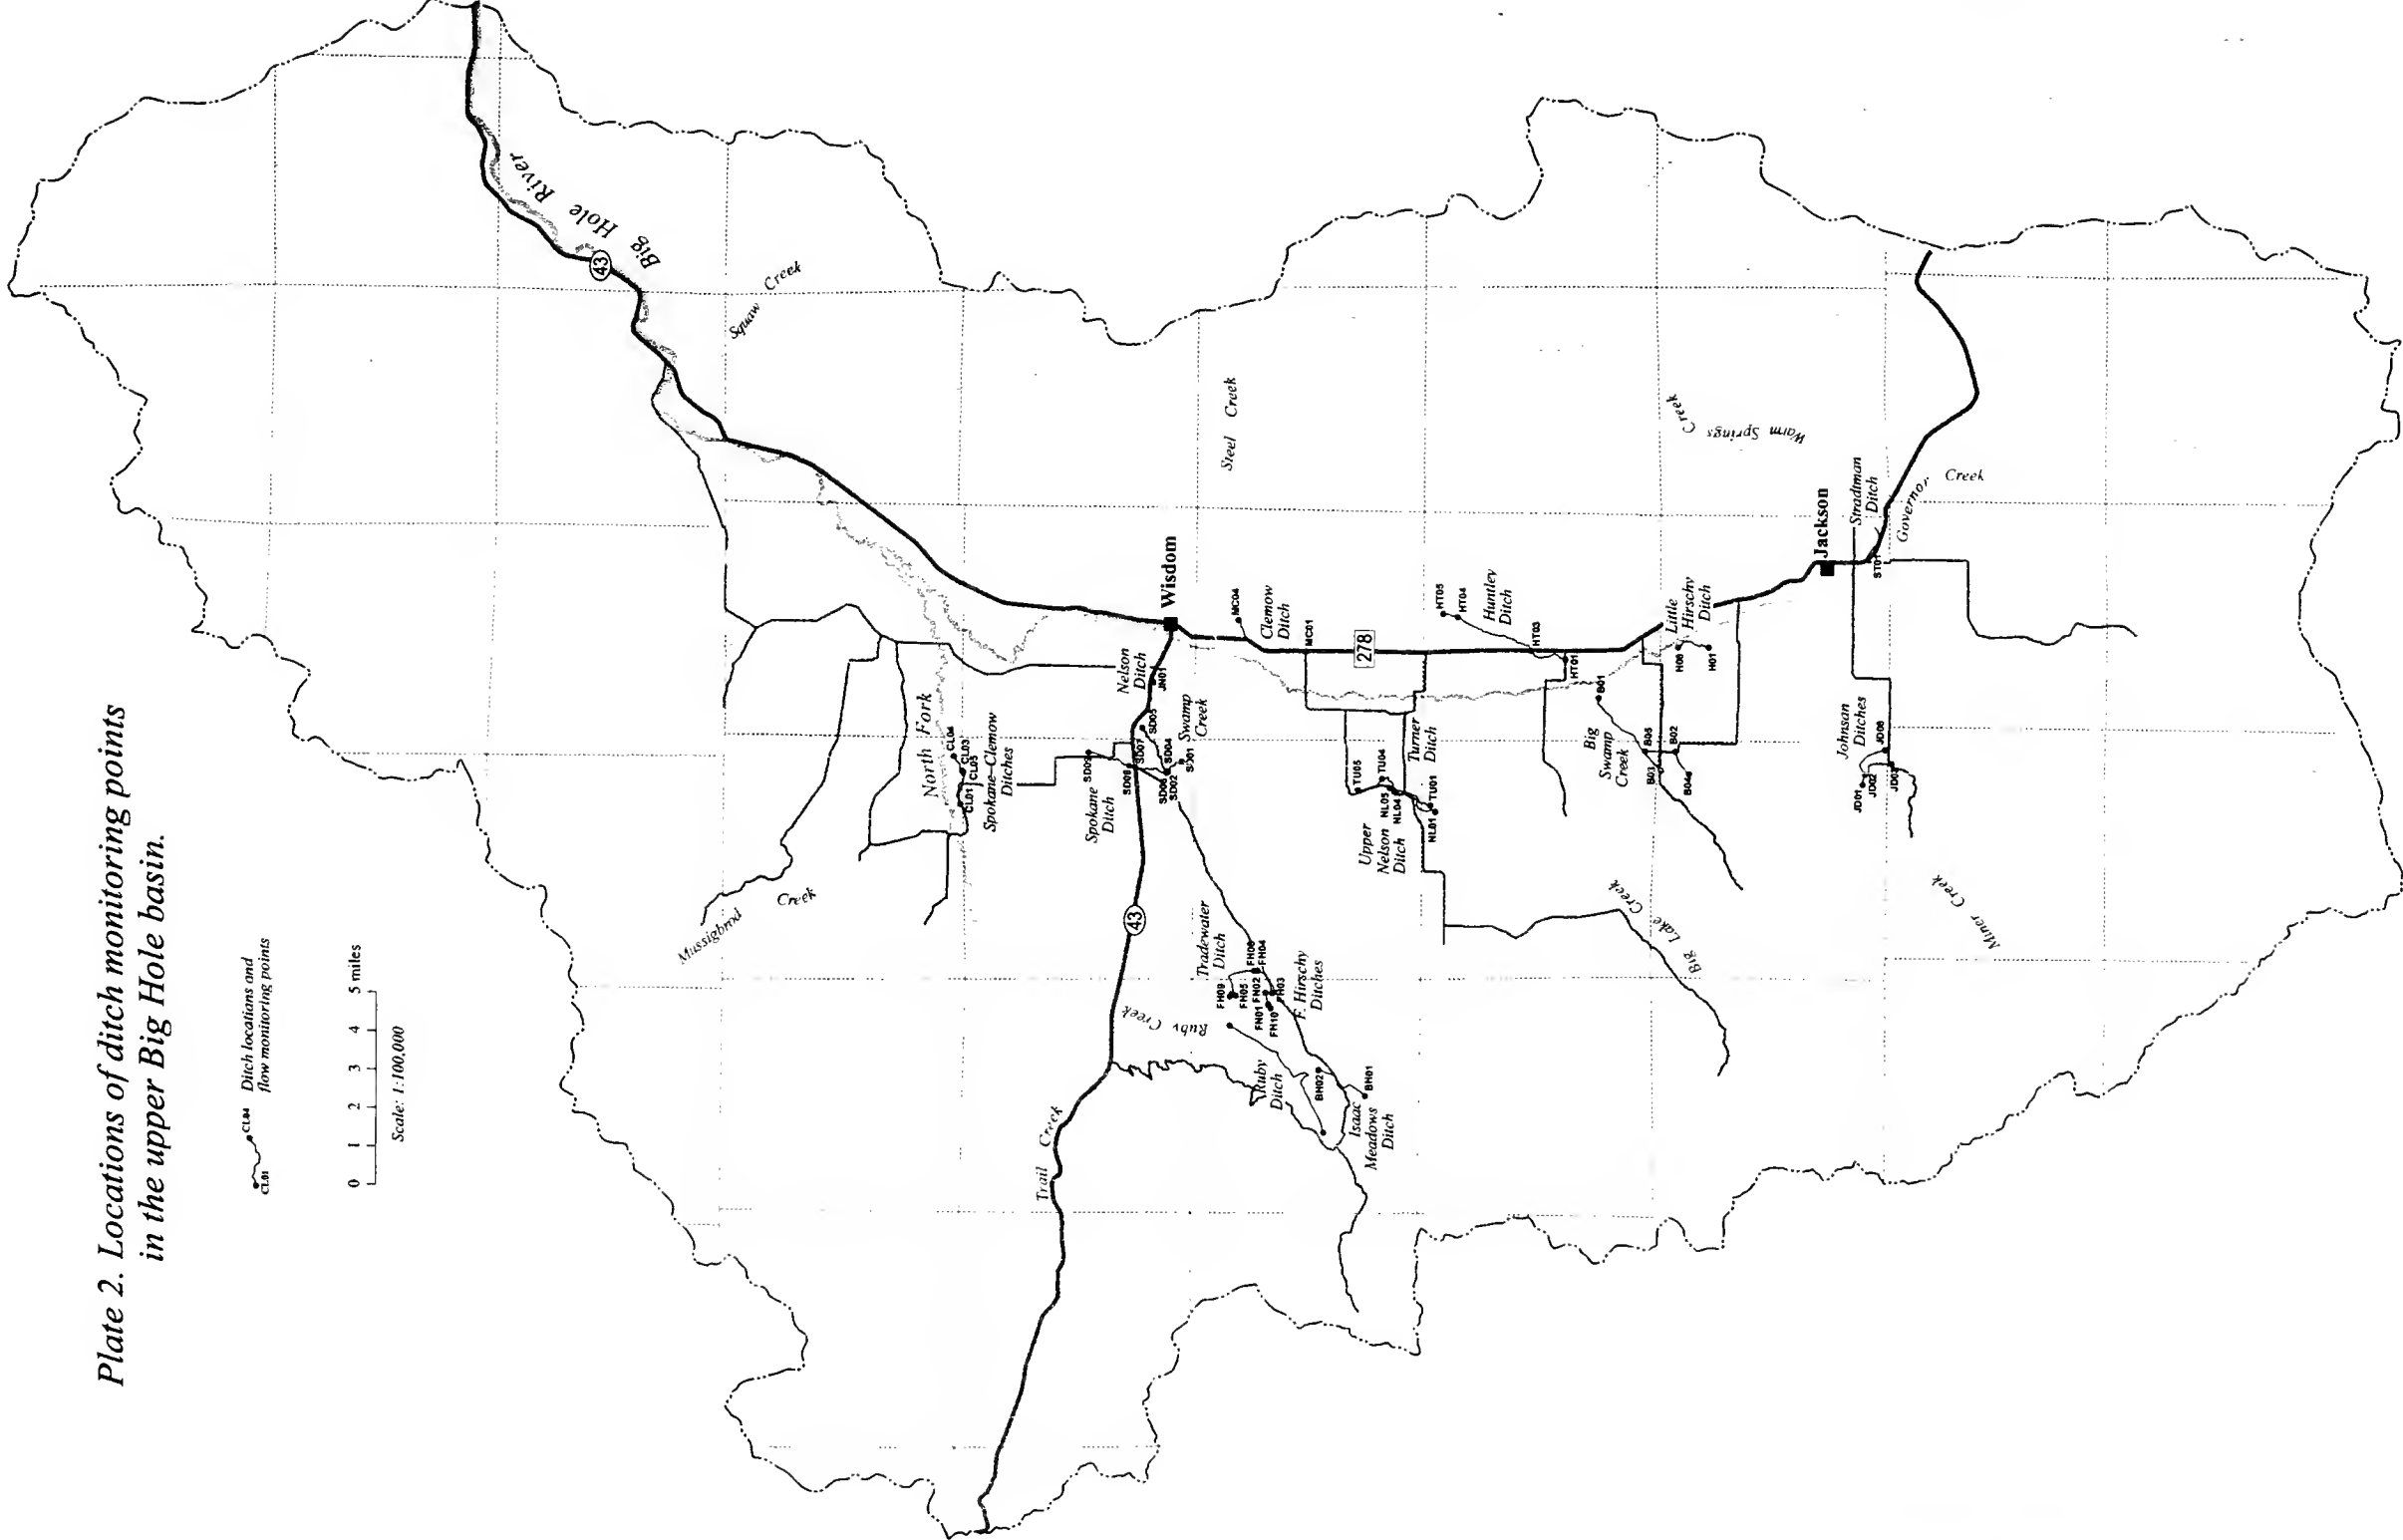 Plate 2. Locations of ditch monitoring points
in the upper Big Hole basin.
CL01
CL04
Ditch locations and
flow monitoring points
0 1 2 3 4 5 miles
Scale: 1:100,000
Big Hole River
43
Squaw Creek
Steel Creek
Warm Springs
Creek
Mussigbrod
Creek
North Fork
CL04
CL03
CL05
CL01
Spokane–Clemow
Ditches
Wisdom
Nelson
Ditch
JN01
Swamp
Creek
SD05
SD07
SD04
S001
SD09
SD08
SD06
SD02
Spokane
Ditch
43
MC04
Clemow
Ditch
MC01
278
HT05
HT04
Huntley
Ditch
HT03
HT01
Little
Hirschy
Ditch
H00
H01
Turner
Ditch
TU05
TU04
TU01
NL05
NL04
NL01
Upper
Nelson
Ditch
B01
Big
Swamp
Creek
B05
B02
B03
B04
Jackson
Stradtman
Ditch
ST01
Governor
Creek
Johnsan
Ditches
JD06
JD01
JD02
JD03
Miner Creek
Big Lake Creek
Tradewater
Ditch
FH09
FH05
FH08
FH04
FH02
FH01
FH10
FH03
F. Hirschy
Ditches
Ruby Creek
Ruby
Ditch
BH02
BH01
Isaac
Meadows
Ditch
Trail Creek